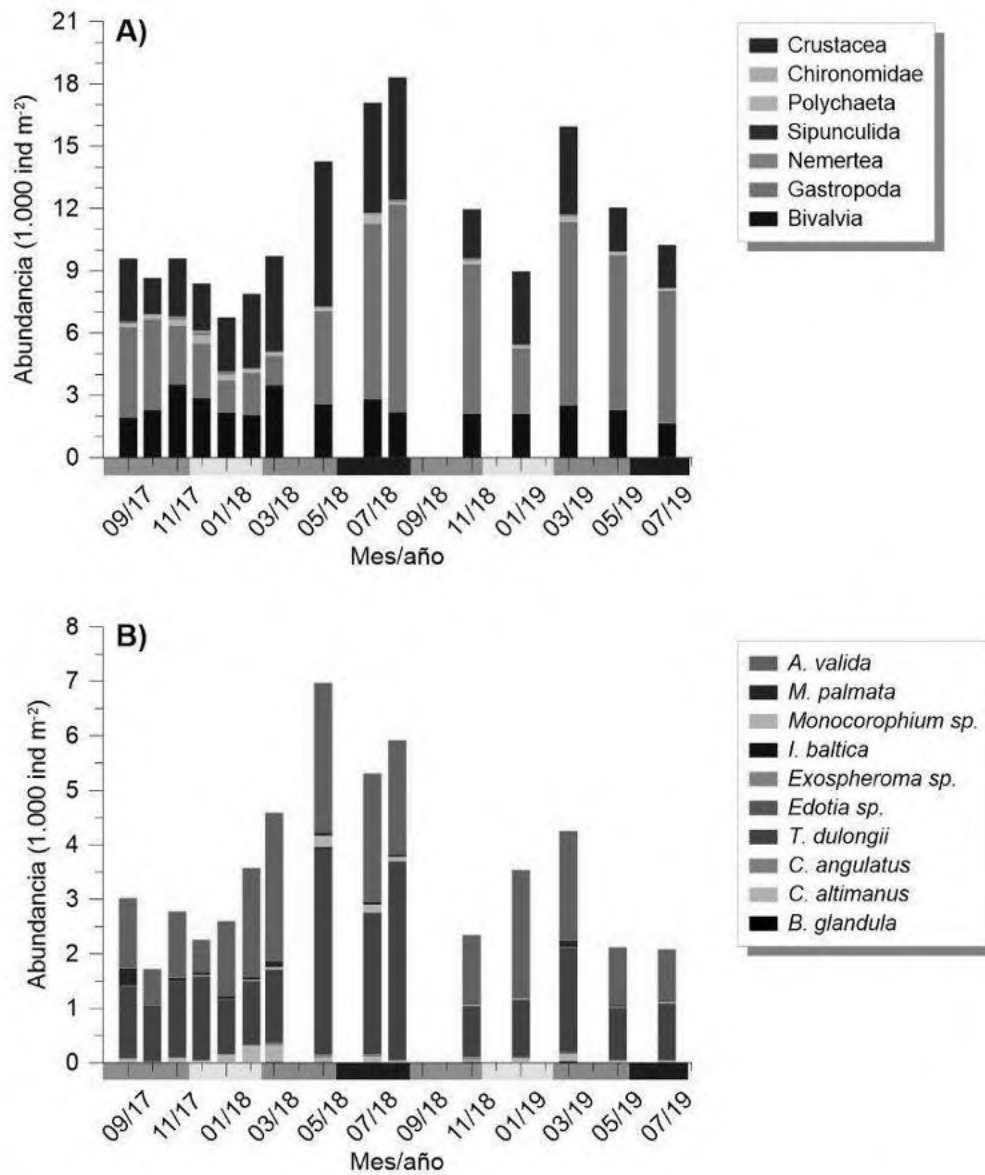 A)
Abundancia (1.000 ind m-2)
21
18
15
12
9
6
3
0
09/17 11/17 01/18 03/18 05/18 07/18 09/18 11/18 01/19 03/19 05/19 07/19
Mes/año
Crustacea
Chironomidae
Polychaeta
Sipunculida
Nemertea
Gastropoda
Bivalvia
B)
Abundancia (1.000 ind m-2)
8
7
6
5
4
3
2
1
0
09/17 11/17 01/18 03/18 05/18 07/18 09/18 11/18 01/19 03/19 05/19 07/19
Mes/año
A. valida
M. palmata
Monocorophium sp.
I. baltica
Exospheroma sp.
Edotia sp.
T. dulongii
C. angulatus
C. altimanus
B. glandula